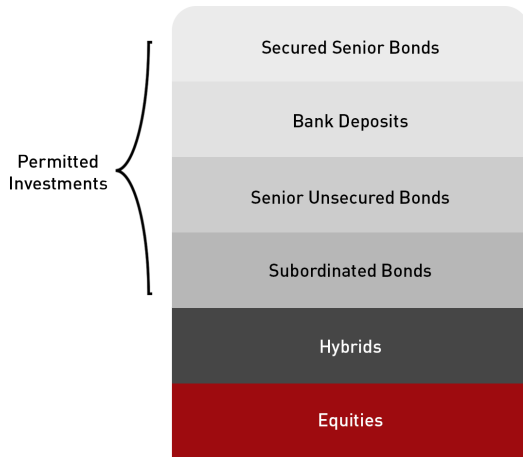 Secured Senior Bonds
Bank Deposits
Permitted
Investments
Senior Unsecured Bonds
Subordinated Bonds
Hybrids
Equities